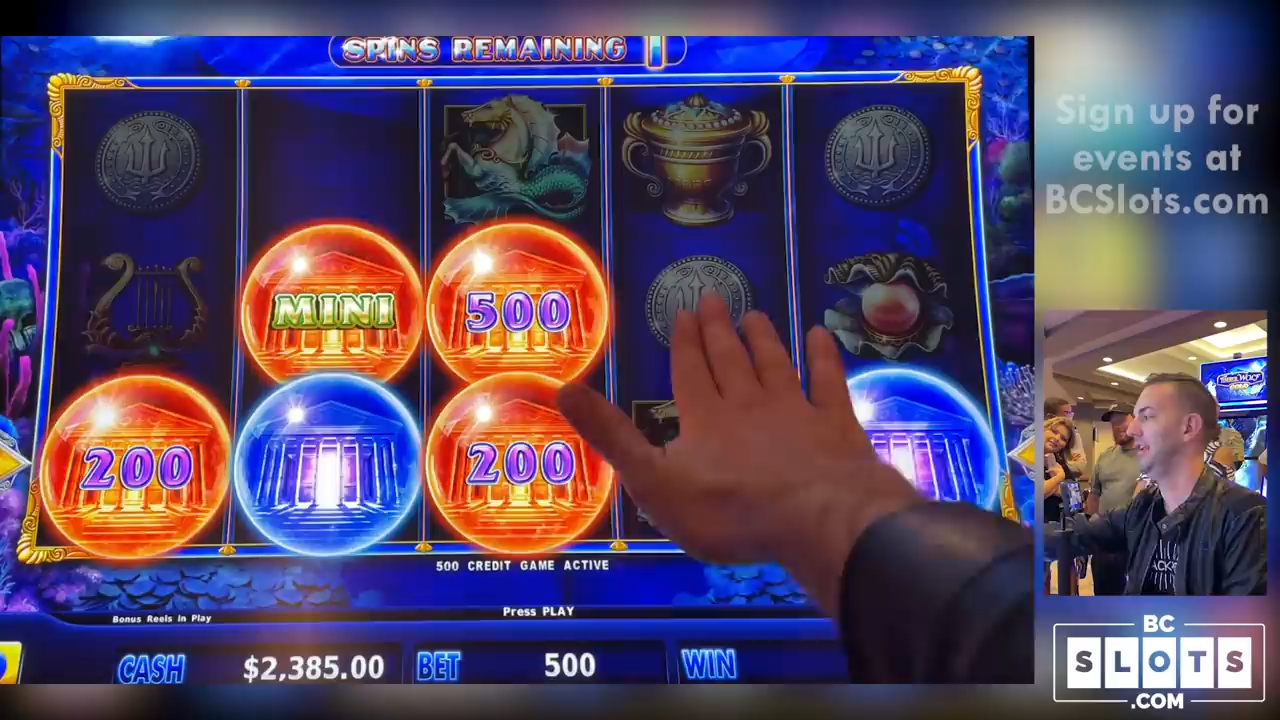 SPINS REMAINING 1
Sign up for
events at
BCSlots.com
MINI
500
200
200
500 CREDIT GAME ACTIVE
Press PLAY
Bonus Reels in Play
CASH $2,385.00 BET 500 WIN
BC
SLOTS
.COM